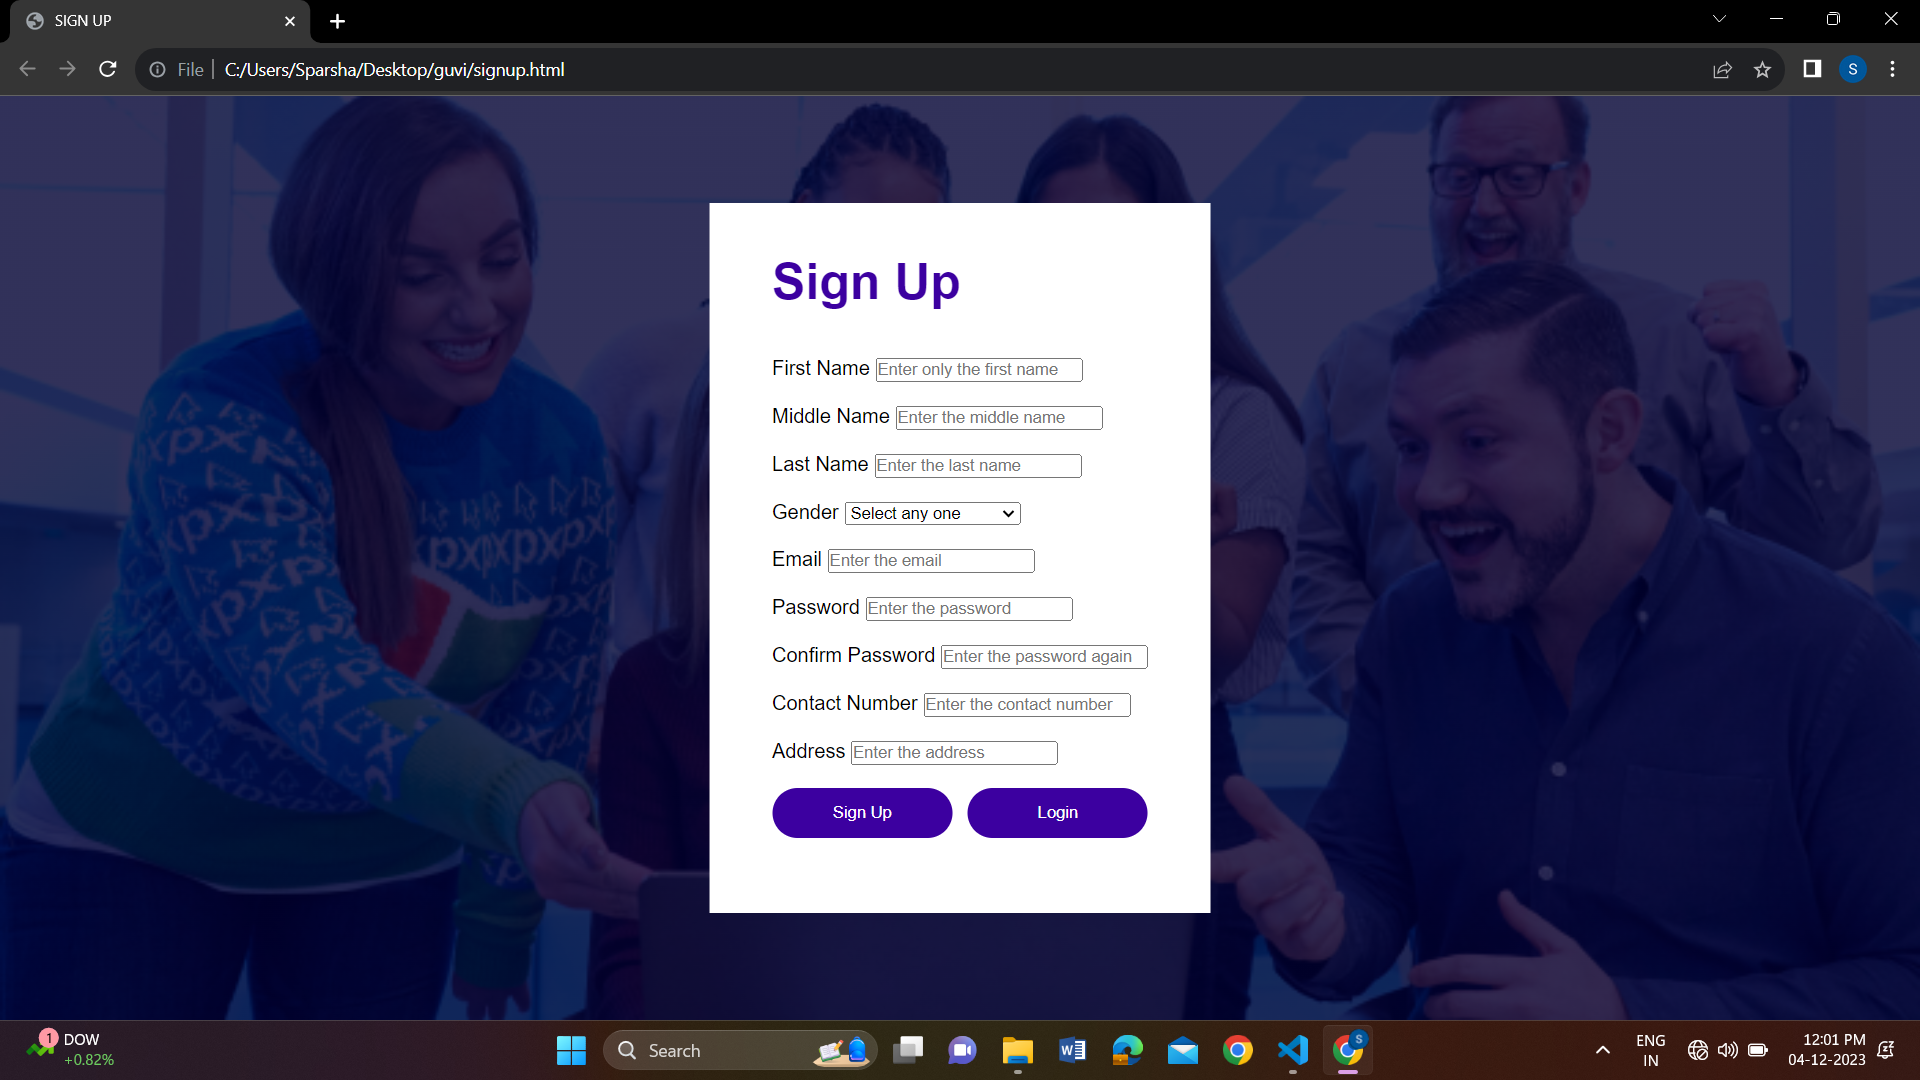 SIGN UP
File
C:/Users/Sparsha/Desktop/guvi/signup.html
S
Sign Up
First Name Enter only the first name
Middle Name Enter the middle name
Last Name Enter the last name
Gender Select any one
Email Enter the email
Password Enter the password
Confirm Password Enter the password again
Contact Number Enter the contact number
Address Enter the address
Sign Up Login
1
DOW
+0.82%
Search
W
S
ENG
IN
12:01 PM
04-12-2023